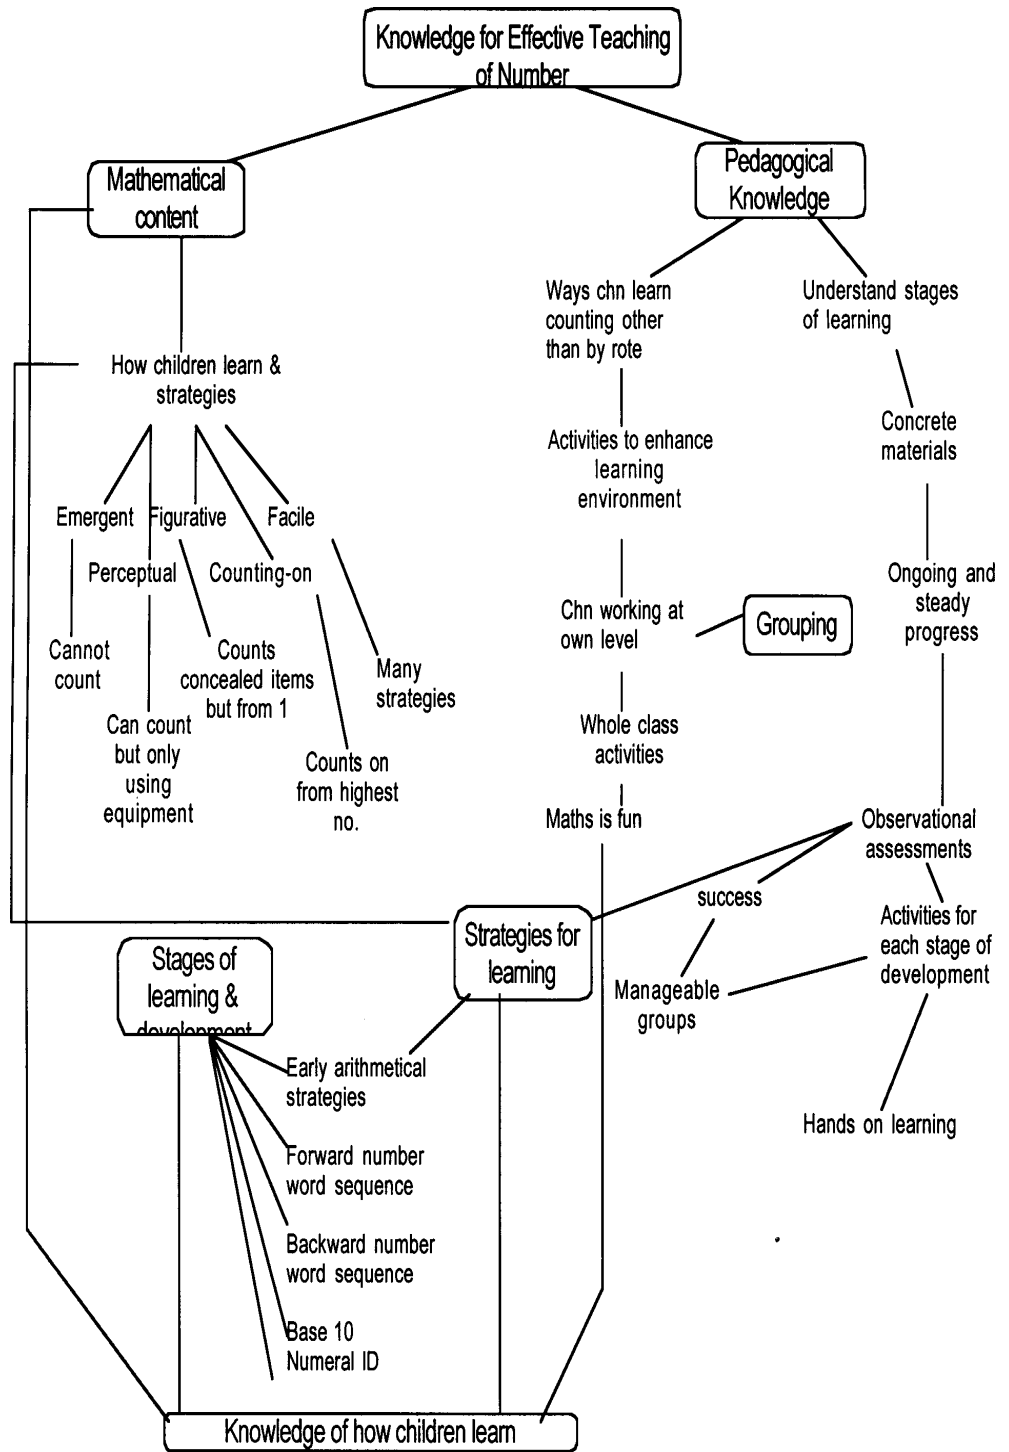 Knowledge for Effective Teaching
of Number
Mathematical
content
Pedagogical
Knowledge
Ways chn learn
counting other
than by rote
Understand stages
of learning
How children learn &
strategies
Concrete
materials
Activities to enhance
learning
environment
Emergent
Figurative
Facile
Perceptual
Counting-on
Ongoing and
steady
progress
Chn working at
own level
Grouping
Cannot
count
Counts
concealed items
but from 1
Many
strategies
Can count
but only
using
equipment
Whole class
activities
Counts on
from highest
no.
Maths is fun
Observational
assessments
success
Activities for
each stage of
development
Strategies for
learning
Stages of
learning &
development
Manageable
groups
Early arithmetical
strategies
Hands on learning
Forward number
word sequence
Backward number
word sequence
Base 10
Numeral ID
Knowledge of how children learn